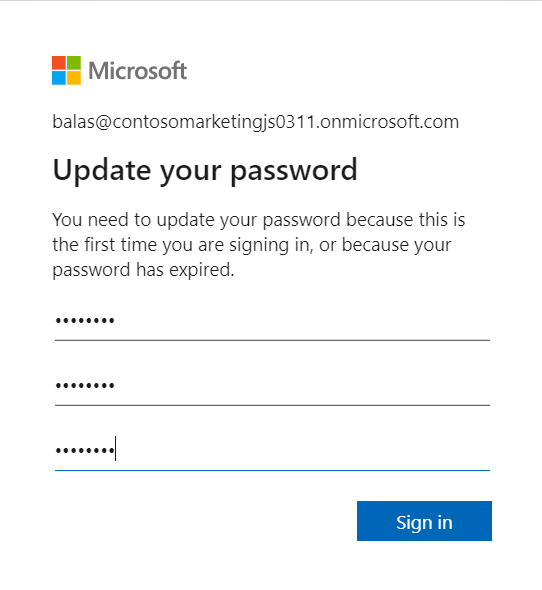 Microsoft
balas@contosomarketingjs0311.onmicrosoft.com
Update your password
You need to update your password because this is
the first time you are signing in, or because your
password has expired.
••••••••
••••••••
••••••••
Sign in